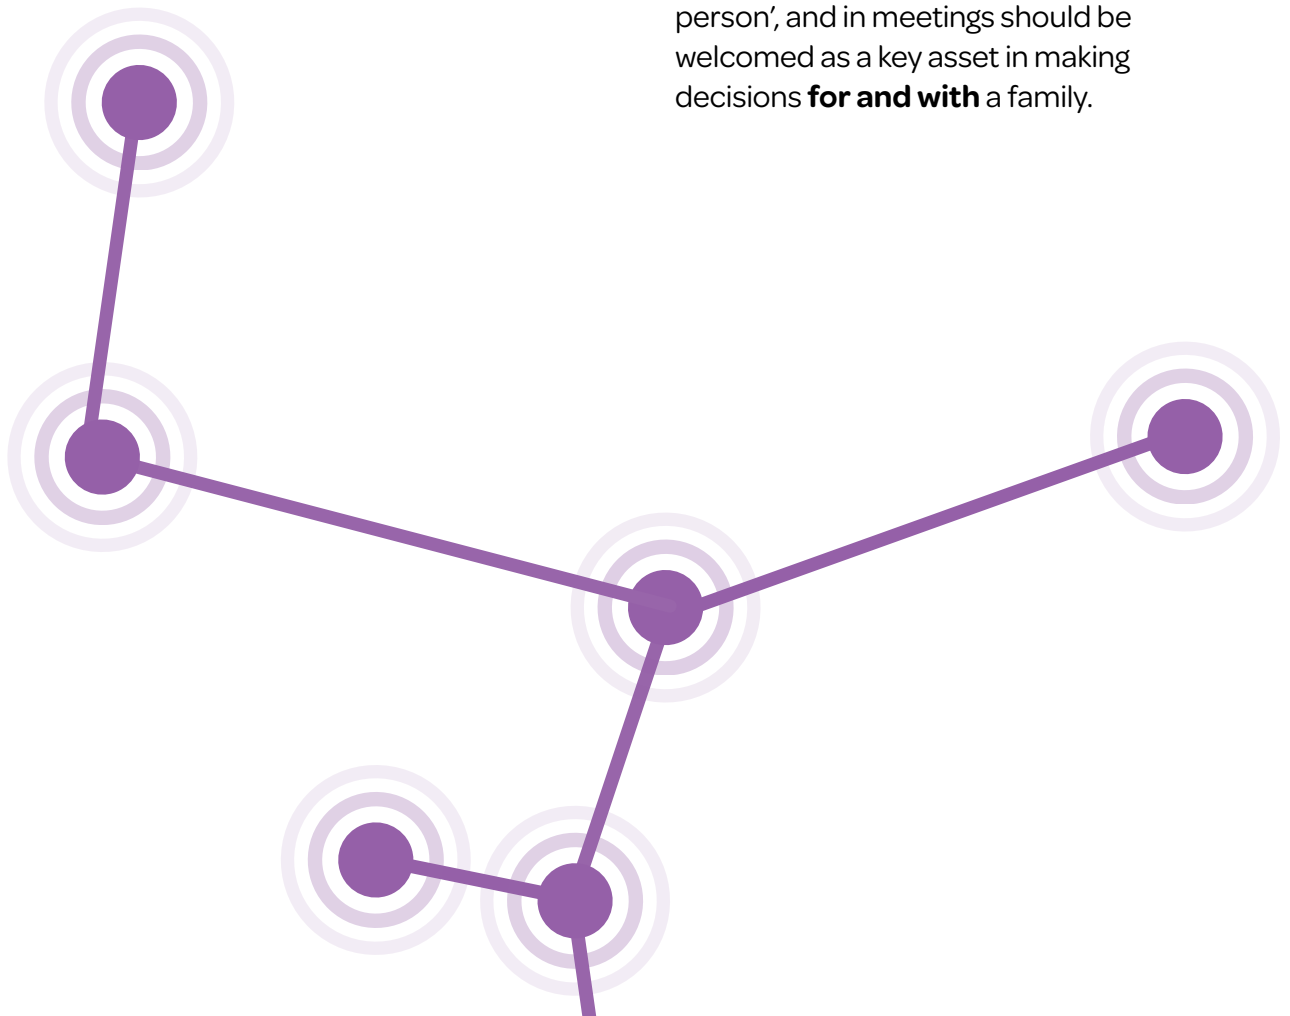 person’, and in meetings should be
welcomed as a key asset in making
decisions for and with a family.